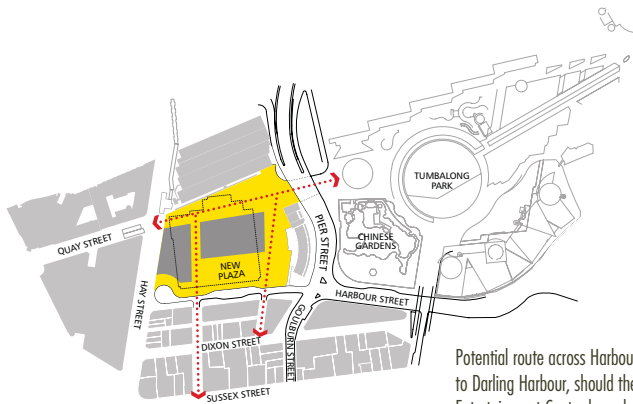 TUMBALONG
PARK
PIER STREET
CHINESE
GARDENS
QUAY STREET
NEW
PLAZA
HAY STREET
HARBOUR STREET
GOULBURN STREET
DIXON STREET
SUSSEX STREET
Potential route across Harbour
to Darling Harbour, should the